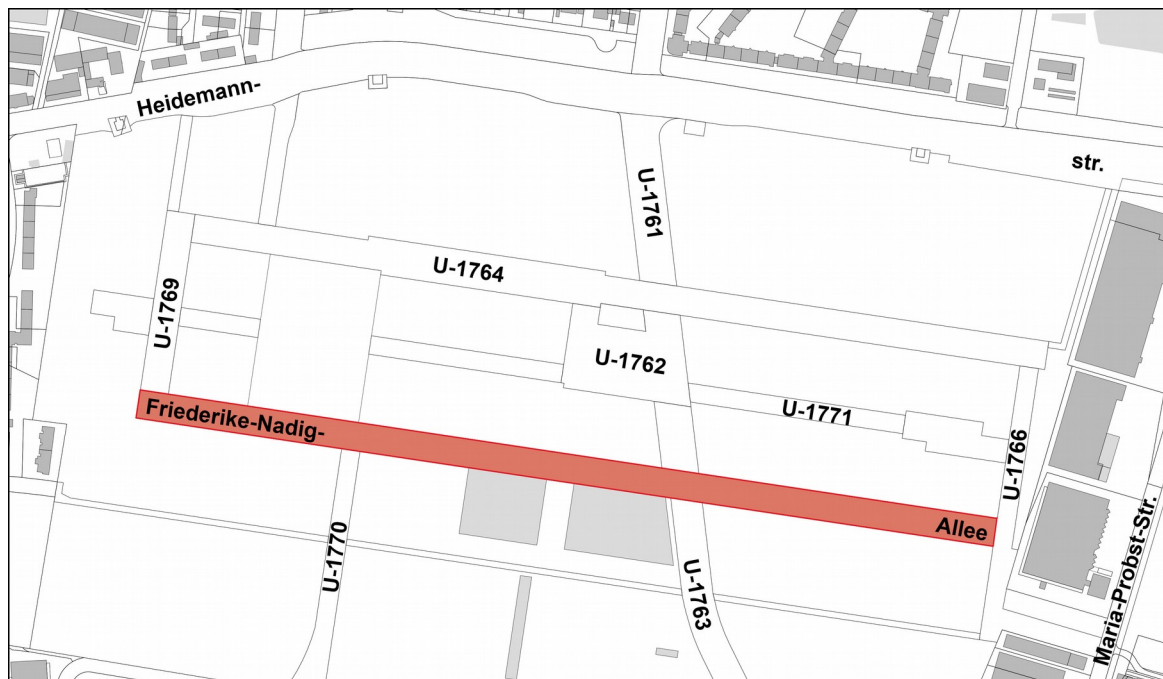 Heidemann-
str.
U-1761
U-1764
U-1769
U-1762
U-1771
U-1766
Friederike-Nadig-
Allee
U-1770
U-1763
Maria-Probst-Str.